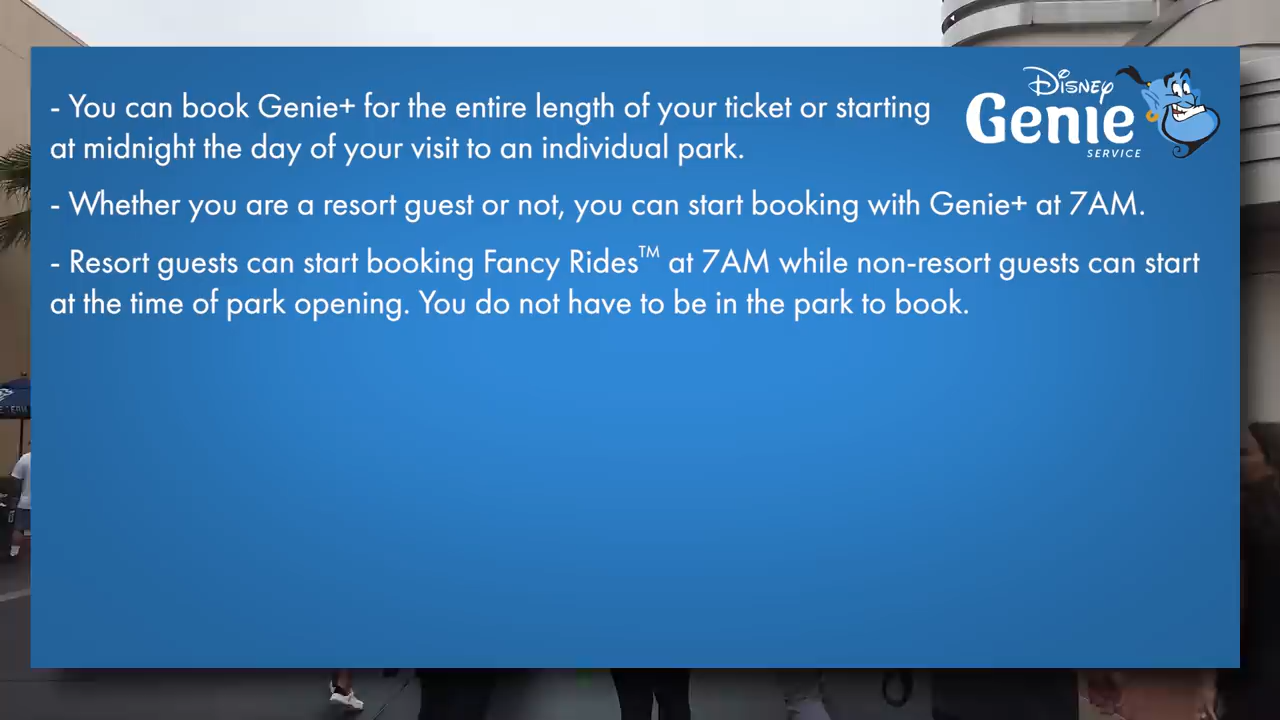 - You can book Genie+ for the entire length of your ticket or starting
at midnight the day of your visit to an individual park.
- Whether you are a resort guest or not, you can start booking with Genie+ at 7AM.
- Resort guests can start booking Fancy Rides™ at 7AM while non-resort guests can start
at the time of park opening. You do not have to be in the park to book.
DISNEY
Genie
SERVICE